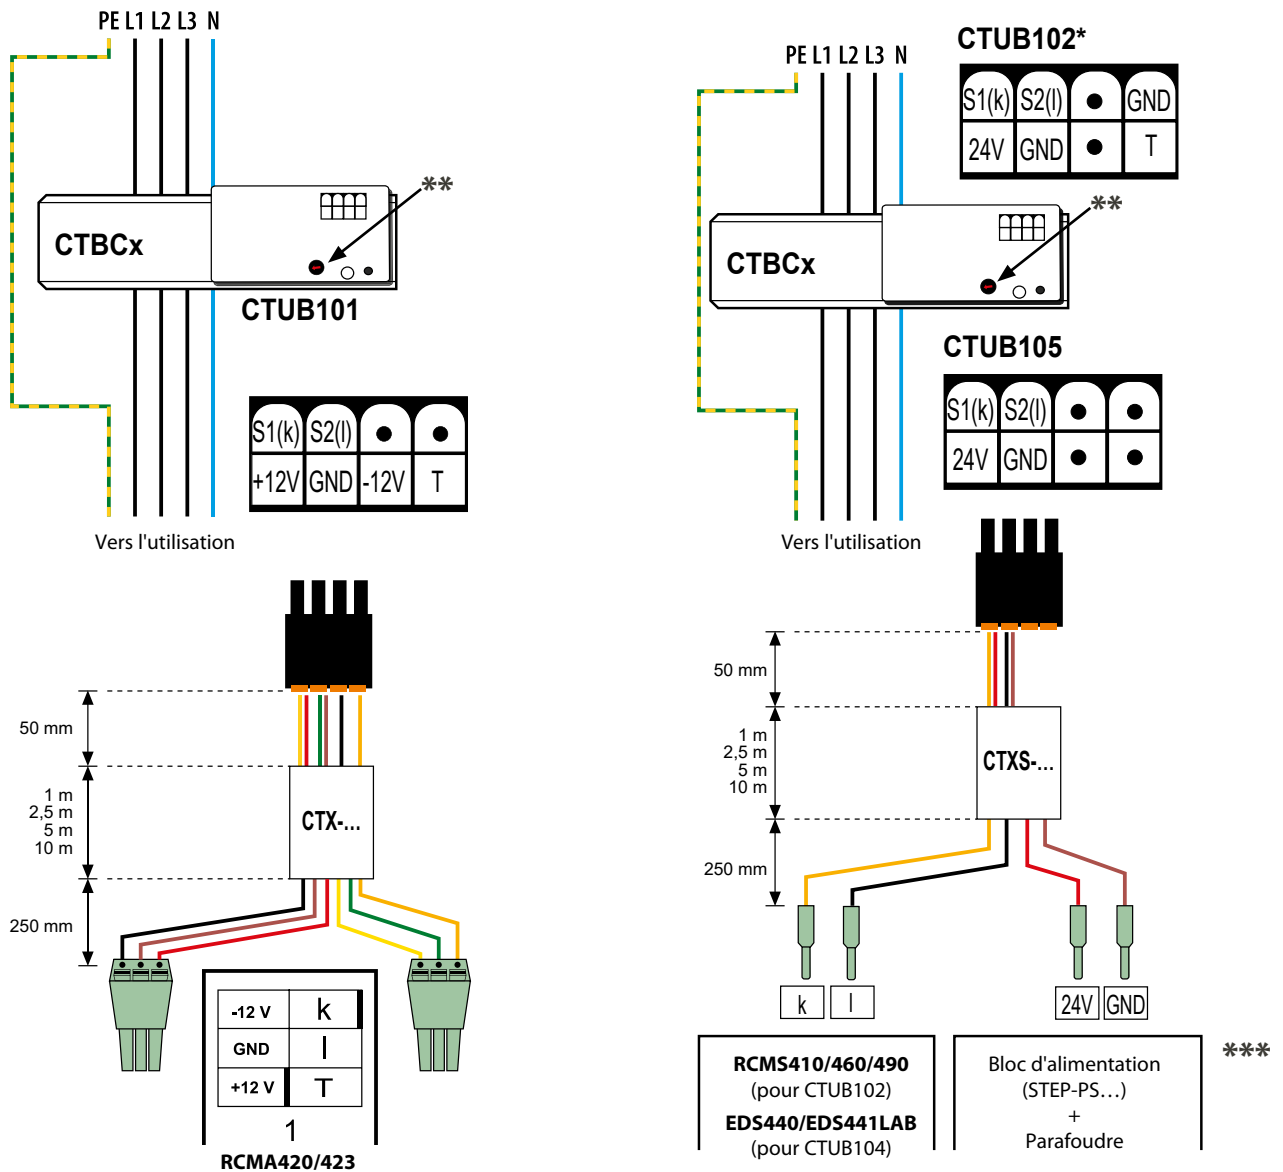 PE L1 L2 L3 N
**
CTBCx
CTUB101
S1(k) S2(l) ● ●
+12V GND -12V T
Vers l'utilisation
50 mm
1 m
2,5 m
5 m
10 m
CTX-...
250 mm
-12 V k
GND l
+12 V T
1
RCMA420/423
CTUB102*
PE L1 L2 L3 N
S1(k) S2(l) ● GND
24V GND ● T
**
CTBCx
CTUB105
S1(k) S2(l) ● ●
24V GND ● ●
Vers l'utilisation
50 mm
1 m
2,5 m
5 m
10 m
CTXS-...
250 mm
k l 24V GND
RCMS410/460/490
(pour CTUB102)
EDS440/EDS441LAB
(pour CTUB104)
Bloc d'alimentation
(STEP-PS...)
+
Parafoudre
***